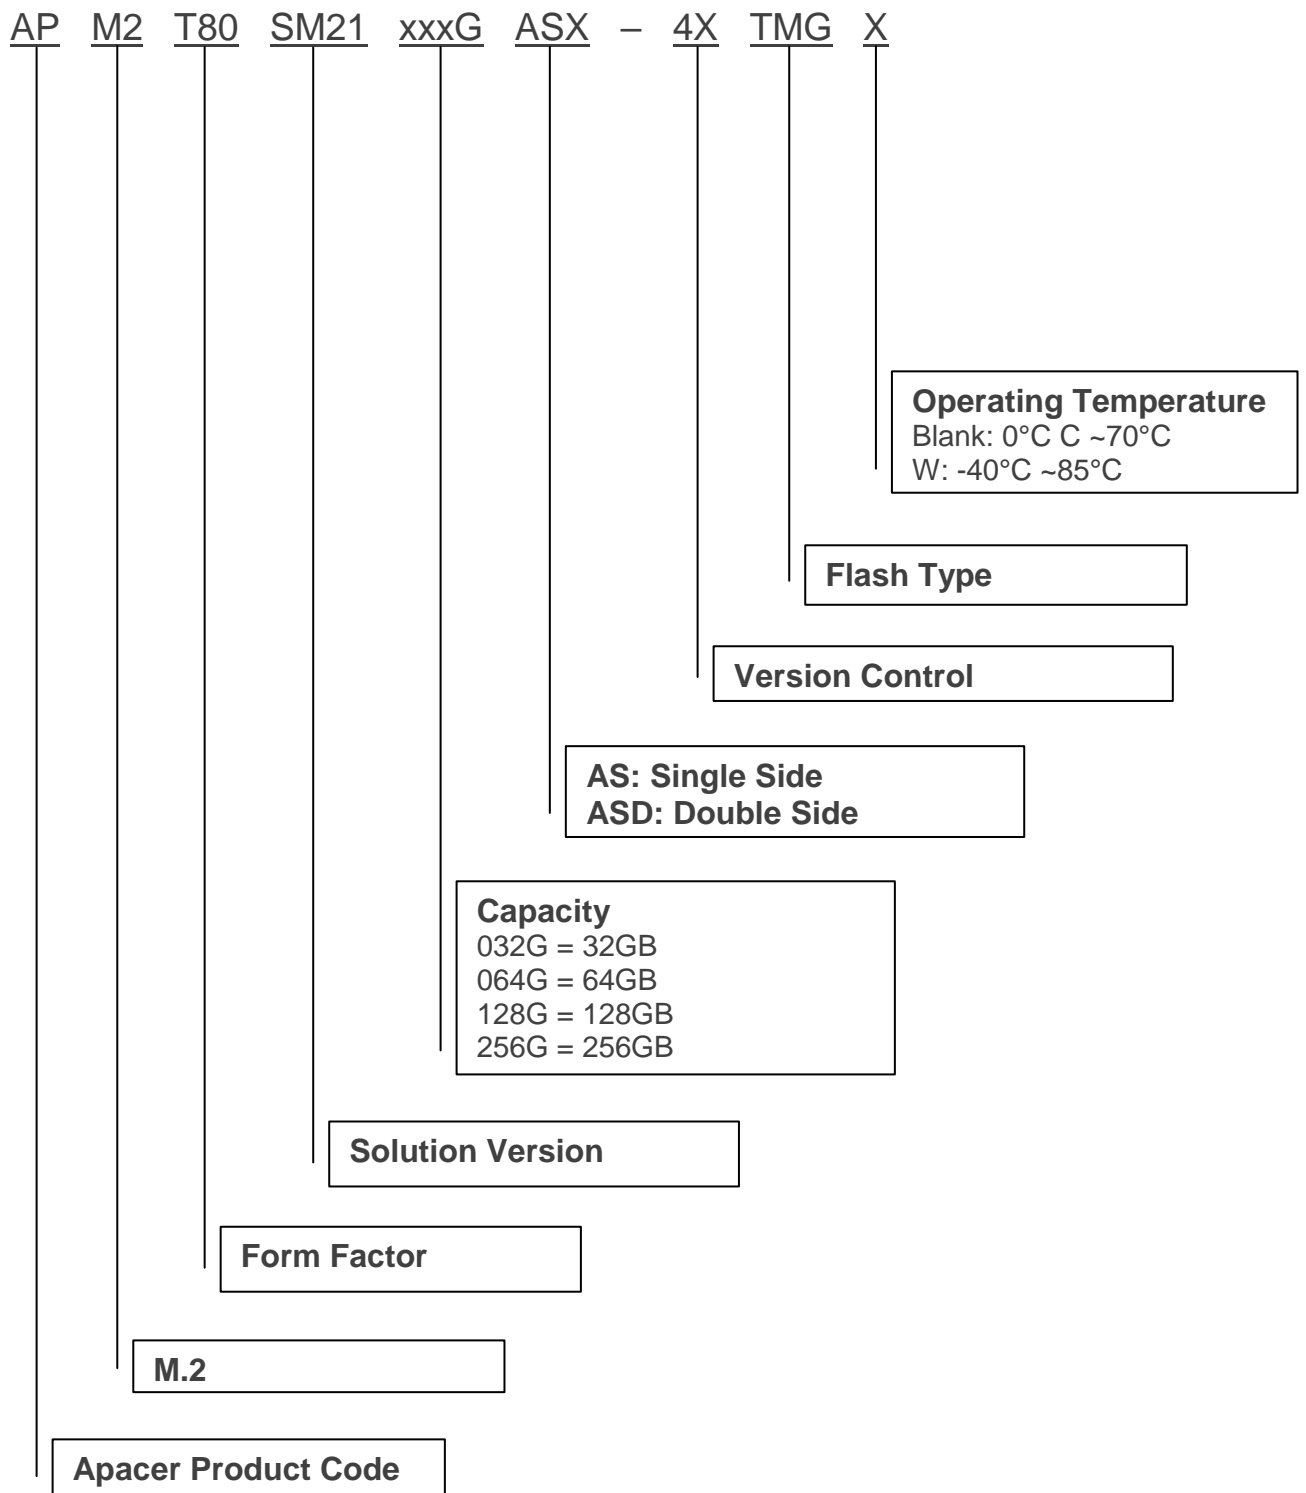 AP M2 T80 SM21 xxxG ASX – 4X TMG X
Operating Temperature
Blank: 0°C C ~70°C
W: -40°C ~85°C
Flash Type
Version Control
AS: Single Side
ASD: Double Side
Capacity
032G = 32GB
064G = 64GB
128G = 128GB
256G = 256GB
Solution Version
Form Factor
M.2
Apacer Product Code